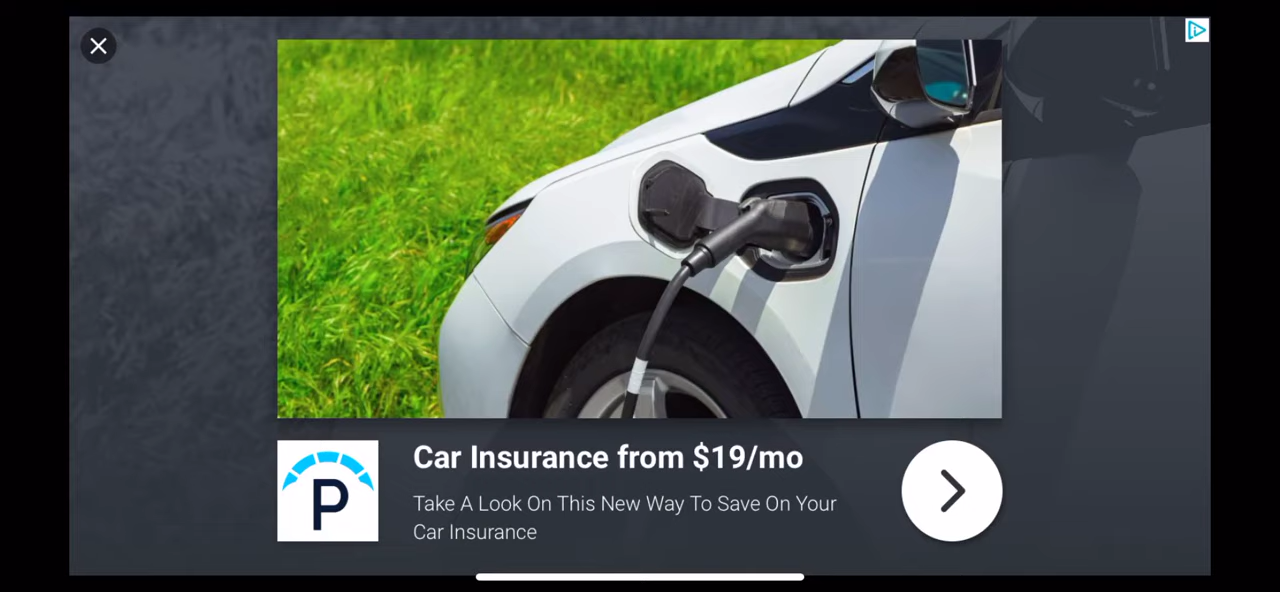 Car Insurance from $19/mo
P
Take A Look On This New Way To Save On Your
Car Insurance